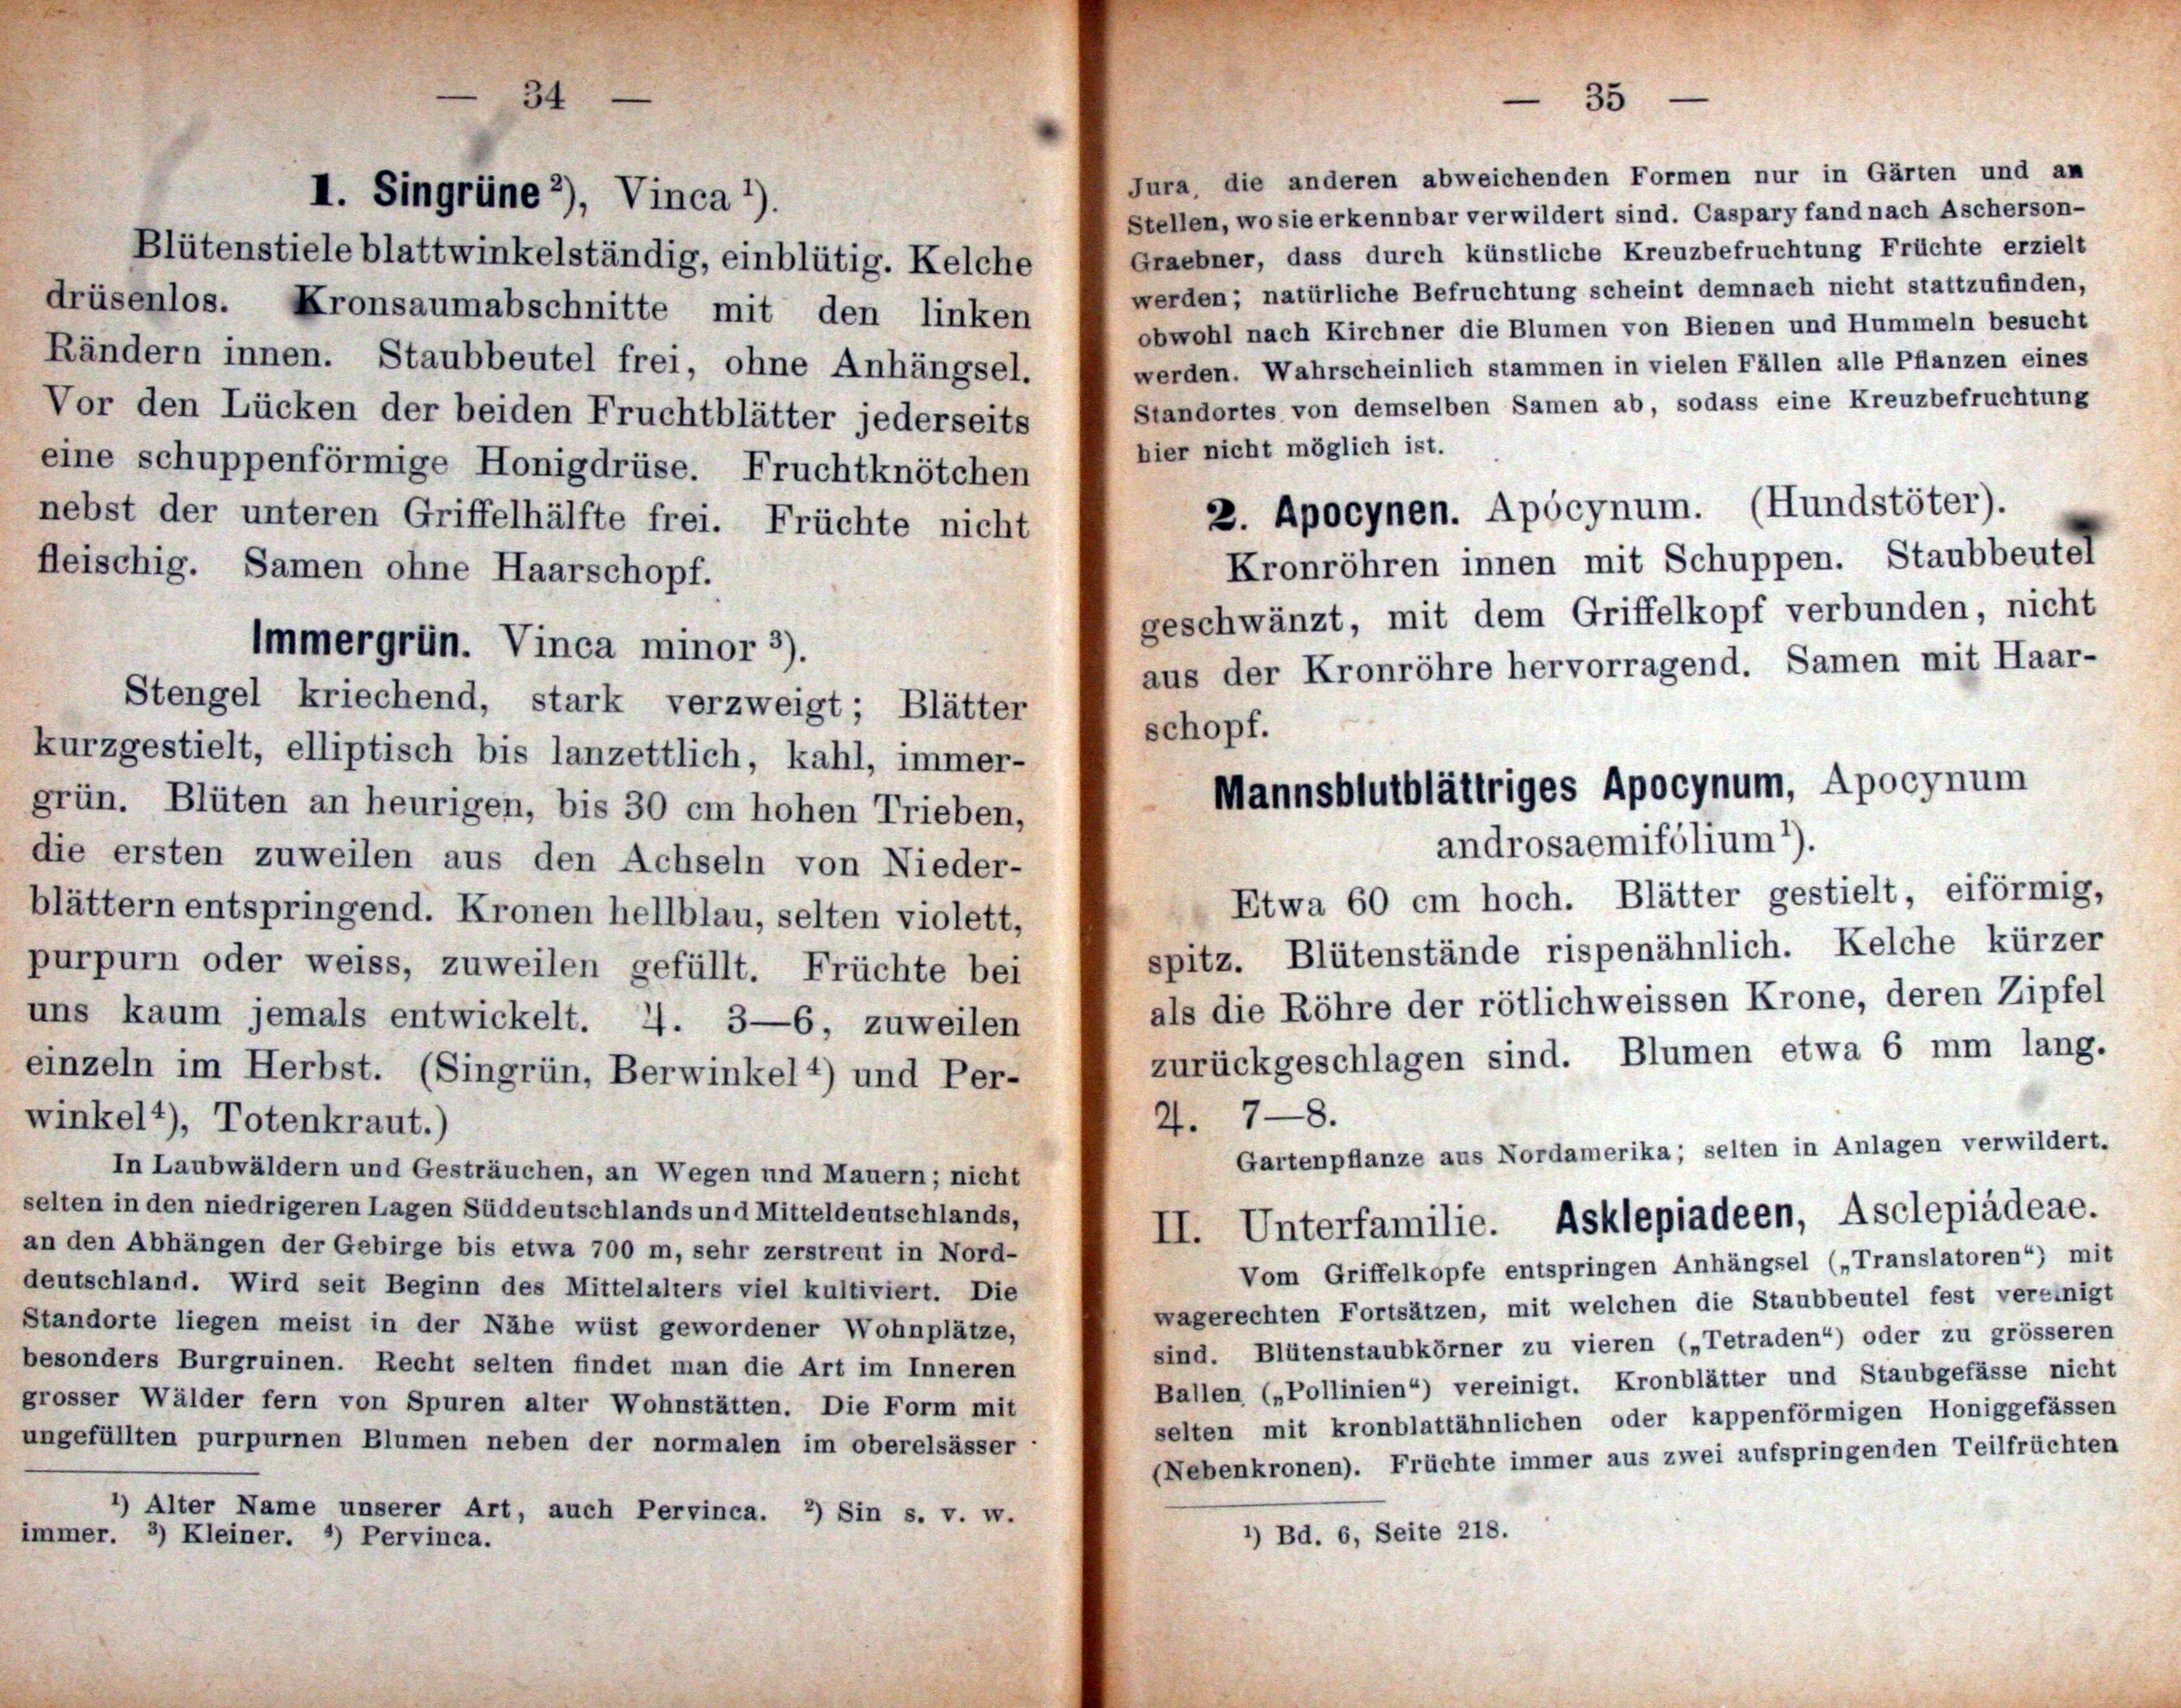 — 34 —
I. Singrüne ²), Vinca ¹).
Blütenstiele blattwinkelständig, einblütig. Kelche
drüsenlos. Kronsaumabschnitte mit den linken
Rändern innen. Staubbeutel frei, ohne Anhängsel.
Vor den Lücken der beiden Fruchtblätter jederseits
eine schuppenförmige Honigdrüse. Fruchtknötchen
nebst der unteren Griffelhälfte frei. Früchte nicht
fleischig. Samen ohne Haarschopf.
Immergrün. Vinca minor ³).
Stengel kriechend, stark verzweigt; Blätter
kurzgestielt, elliptisch bis lanzettlich, kahl, immer-
grün. Blüten an heurigen, bis 30 cm hohen Trieben,
die ersten zuweilen aus den Achseln von Nieder-
blättern entspringend. Kronen hellblau, selten violett,
purpurn oder weiss, zuweilen gefüllt. Früchte bei
uns kaum jemals entwickelt. ♃. 3—6, zuweilen
einzeln im Herbst. (Singrün, Berwinkel ⁴) und Per-
winkel⁴), Totenkraut.)
In Laubwäldern und Gesträuchen, an Wegen und Mauern; nicht
selten in den niedrigeren Lagen Süddeutschlands und Mitteldeutschlands,
an den Abhängen der Gebirge bis etwa 700 m, sehr zerstreut in Nord-
deutschland. Wird seit Beginn des Mittelalters viel kultiviert. Die
Standorte liegen meist in der Nähe wüst gewordener Wohnplätze,
besonders Burgruinen. Recht selten findet man die Art im Inneren
grosser Wälder fern von Spuren alter Wohnstätten. Die Form mit
ungefüllten purpurnen Blumen neben der normalen im oberelsässer
¹) Alter Name unserer Art, auch Pervinca. ²) Sin s. v. w.
immer. ³) Kleiner. ⁴) Pervinca.
— 35 —
Jura, die anderen abweichenden Formen nur in Gärten und an
Stellen, wo sie erkennbar verwildert sind. Caspary fand nach Ascherson-
Graebner, dass durch künstliche Kreuzbefruchtung Früchte erzielt
werden; natürliche Befruchtung scheint demnach nicht stattzufinden,
obwohl nach Kirchner die Blumen von Bienen und Hummeln besucht
werden. Wahrscheinlich stammen in vielen Fällen alle Pflanzen eines
Standortes von demselben Samen ab, sodass eine Kreuzbefruchtung
hier nicht möglich ist.
2. Apocynen. Apòcynum. (Hundstöter).
Kronröhren innen mit Schuppen. Staubbeutel
geschwänzt, mit dem Griffelkopf verbunden, nicht
aus der Kronröhre hervorragend. Samen mit Haar-
schopf.
Mannsblutblättriges Apocynum, Apocynum
androsaemifòlium ¹).
Etwa 60 cm hoch. Blätter gestielt, eiförmig,
spitz. Blütenstände rispenähnlich. Kelche kürzer
als die Röhre der rötlichweissen Krone, deren Zipfel
zurückgeschlagen sind. Blumen etwa 6 mm lang.
♃. 7—8.
Gartenpflanze aus Nordamerika; selten in Anlagen verwildert.
II. Unterfamilie. Asklepiadeen, Asclepiàdeae.
Vom Griffelkopfe entspringen Anhängsel („Translatoren“) mit
wagerechten Fortsätzen, mit welchen die Staubbeutel fest vereinigt
sind. Blütenstaubkörner zu vieren („Tetraden“) oder zu grösseren
Ballen („Pollinien“) vereinigt. Kronblätter und Staubgefässe nicht
selten mit kronblattähnlichen oder kappenförmigen Honiggefässen
(Nebenkronen). Früchte immer aus zwei aufspringenden Teilfrüchten
¹) Bd. 6, Seite 218.